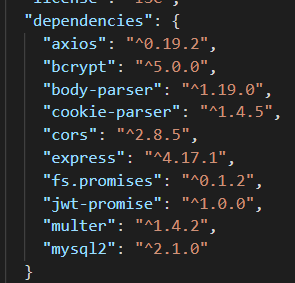 "dependencies": {
"axios": "^0.19.2",
"bcrypt": "^5.0.0",
"body-parser": "^1.19.0",
"cookie-parser": "^1.4.5",
"cors": "^2.8.5",
"express": "^4.17.1",
"fs.promises": "^0.1.2",
"jwt-promise": "^1.0.0",
"multer": "^1.4.2",
"mysql2": "^2.1.0"
}